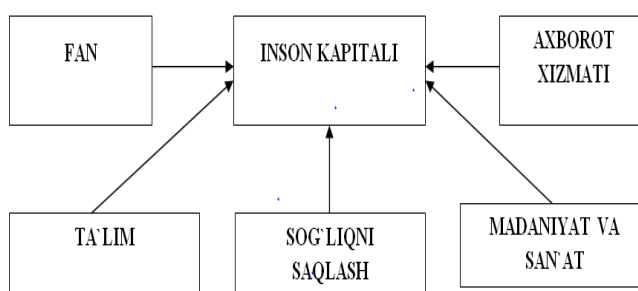 FAN
INSON KAPITALI
AXBOROT
XIZMATI
TA`LIM
SOG`LIQNI
SAQLASH
MADANIYAT VA
SAN`AT